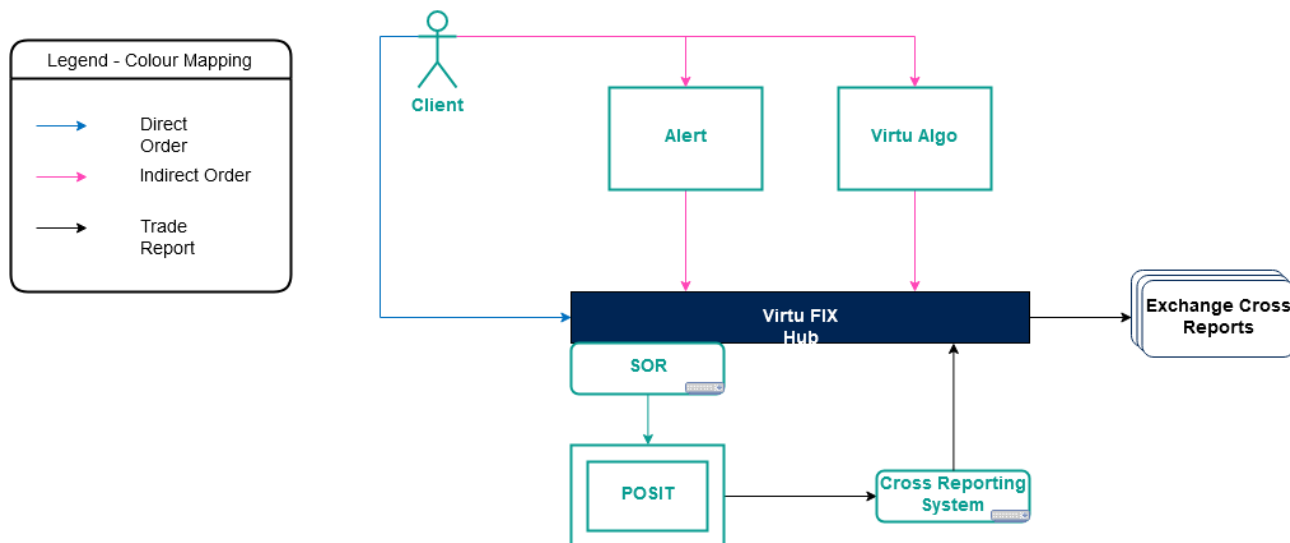 Legend - Colour Mapping
Direct
Order
Indirect Order
Trade
Report
Client
Alert
Virtu Algo
Virtu FIX
Hub
Exchange Cross
Reports
SOR
POSIT
Cross Reporting
System